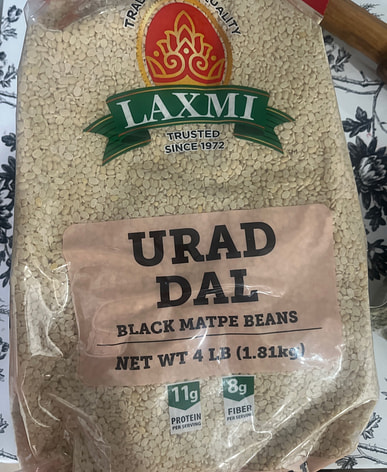 TRADITION QUALITY
LAXMI
TRUSTED
SINCE 1972
URAD
DAL
BLACK MATPE BEANS
NET WT 4 LB (1.81kg)
11g
PROTEIN
PER SERVING
8g
FIBER
PER SERVING